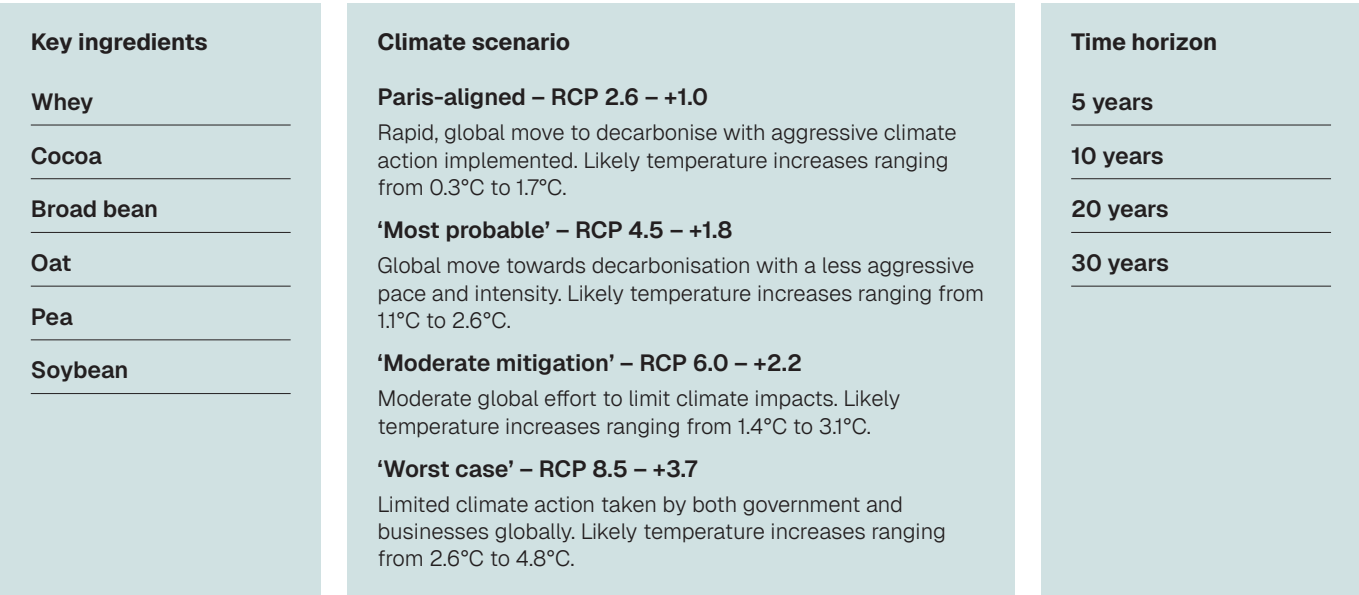 Key ingredients
Whey
Cocoa
Broad bean
Oat
Pea
Soybean
Climate scenario
Paris-aligned – RCP 2.6 – +1.0
Rapid, global move to decarbonise with aggressive climate
action implemented. Likely temperature increases ranging
from 0.3°C to 1.7°C.
‘Most probable’ – RCP 4.5 – +1.8
Global move towards decarbonisation with a less aggressive
pace and intensity. Likely temperature increases ranging from
1.1°C to 2.6°C.
‘Moderate mitigation’ – RCP 6.0 – +2.2
Moderate global effort to limit climate impacts. Likely
temperature increases ranging from 1.4°C to 3.1°C.
‘Worst case’ – RCP 8.5 – +3.7
Limited climate action taken by both government and
businesses globally. Likely temperature increases ranging
from 2.6°C to 4.8°C.
Time horizon
5 years
10 years
20 years
30 years